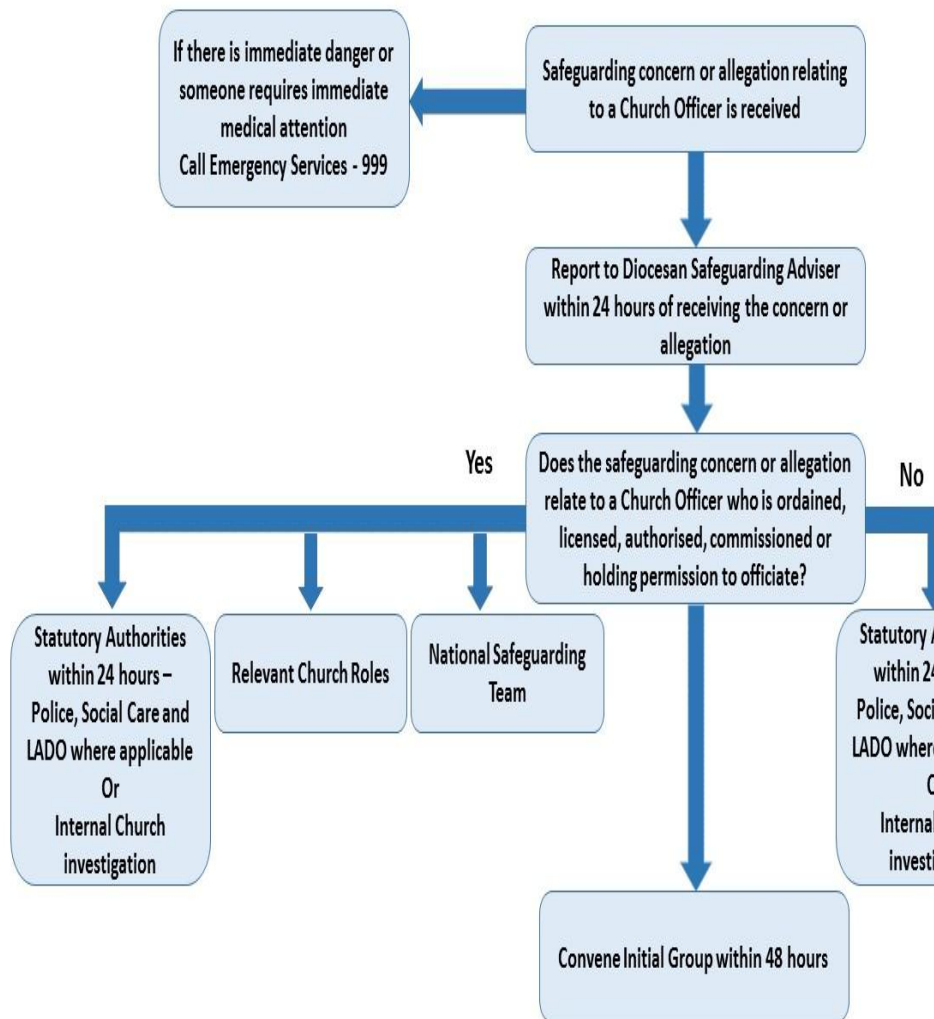 If there is immediate danger or
someone requires immediate
medical attention
Call Emergency Services - 999
Safeguarding concern or allegation relating
to a Church Officer is received
Report to Diocesan Safeguarding Adviser
within 24 hours of receiving the concern or
allegation
Yes
Does the safeguarding concern or allegation
relate to a Church Officer who is ordained,
licensed, authorised, commissioned or
holding permission to officiate?
No
Statutory Authorities
within 24 hours –
Police, Social Care and
LADO where applicable
Or
Internal Church
investigation
Relevant Church Roles
National Safeguarding
Team
Statutory
within 24
Police,
LADO where
Internal
Convene Initial Group within 48 hours